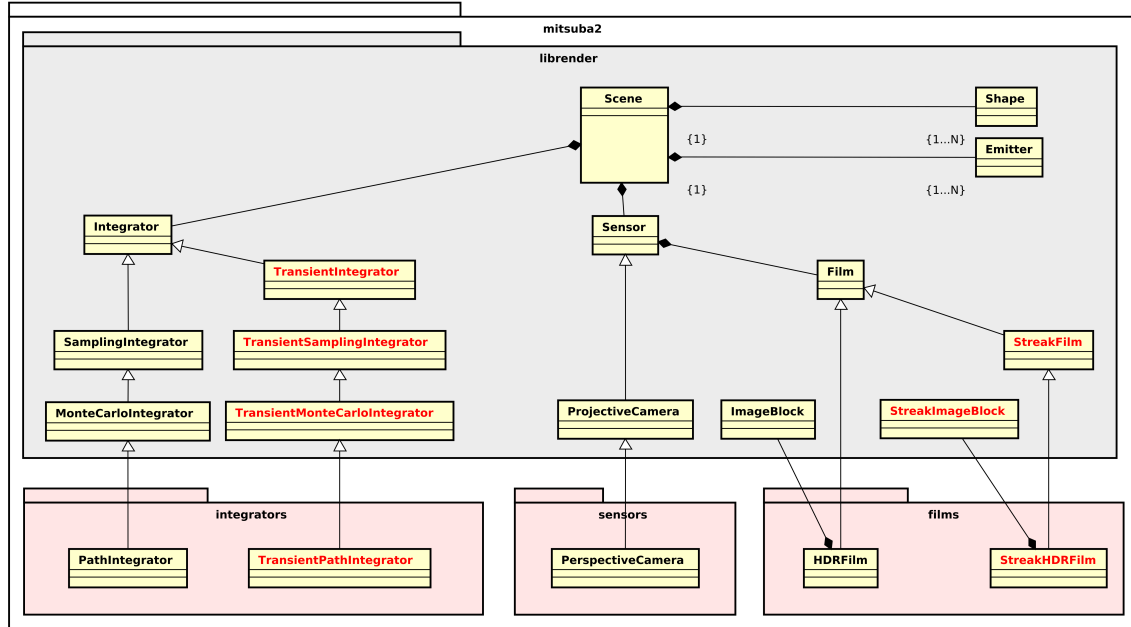 mitsuba2
librender
Scene
Shape
{1}
{1...N}
Emitter
{1}
{1...N}
Integrator
Sensor
TransientIntegrator
Film
SamplingIntegrator
TransientSamplingIntegrator
StreakFilm
MonteCarloIntegrator
TransientMonteCarloIntegrator
ProjectiveCamera
ImageBlock
StreakImageBlock
integrators
sensors
films
PathIntegrator
TransientPathIntegrator
PerspectiveCamera
HDRFilm
StreakHDRFilm